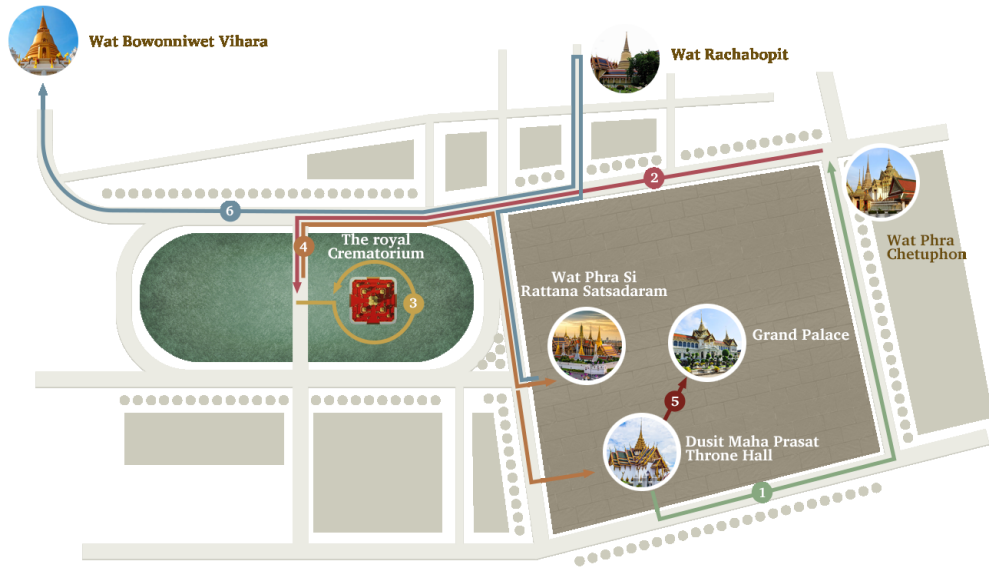 Wat Bowonniwet Vihara
Wat Rachabopit
2
6
4
The royal
Crematorium
3
Wat Phra
Chetuphon
Wat Phra Si
Rattana Satsadaram
Grand Palace
5
Dusit Maha Prasat
Throne Hall
1